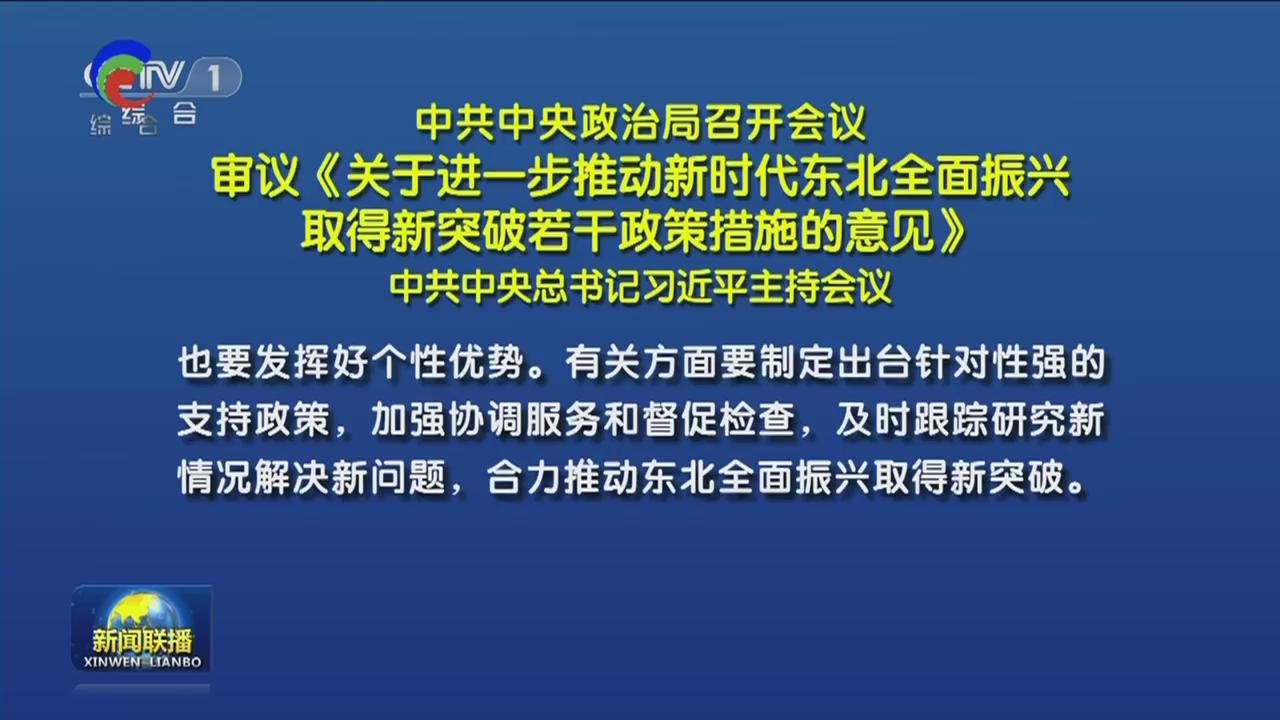 CCTV 1
综合
综合
中共中央政治局召开会议
审议《关于进一步推动新时代东北全面振兴
取得新突破若干政策措施的意见》
中共中央总书记习近平主持会议
也要发挥好个性优势。有关方面要制定出台针对性强的
支持政策，加强协调服务和督促检查，及时跟踪研究新
情况解决新问题，合力推动东北全面振兴取得新突破。
新闻联播
XINWEN LIANBO